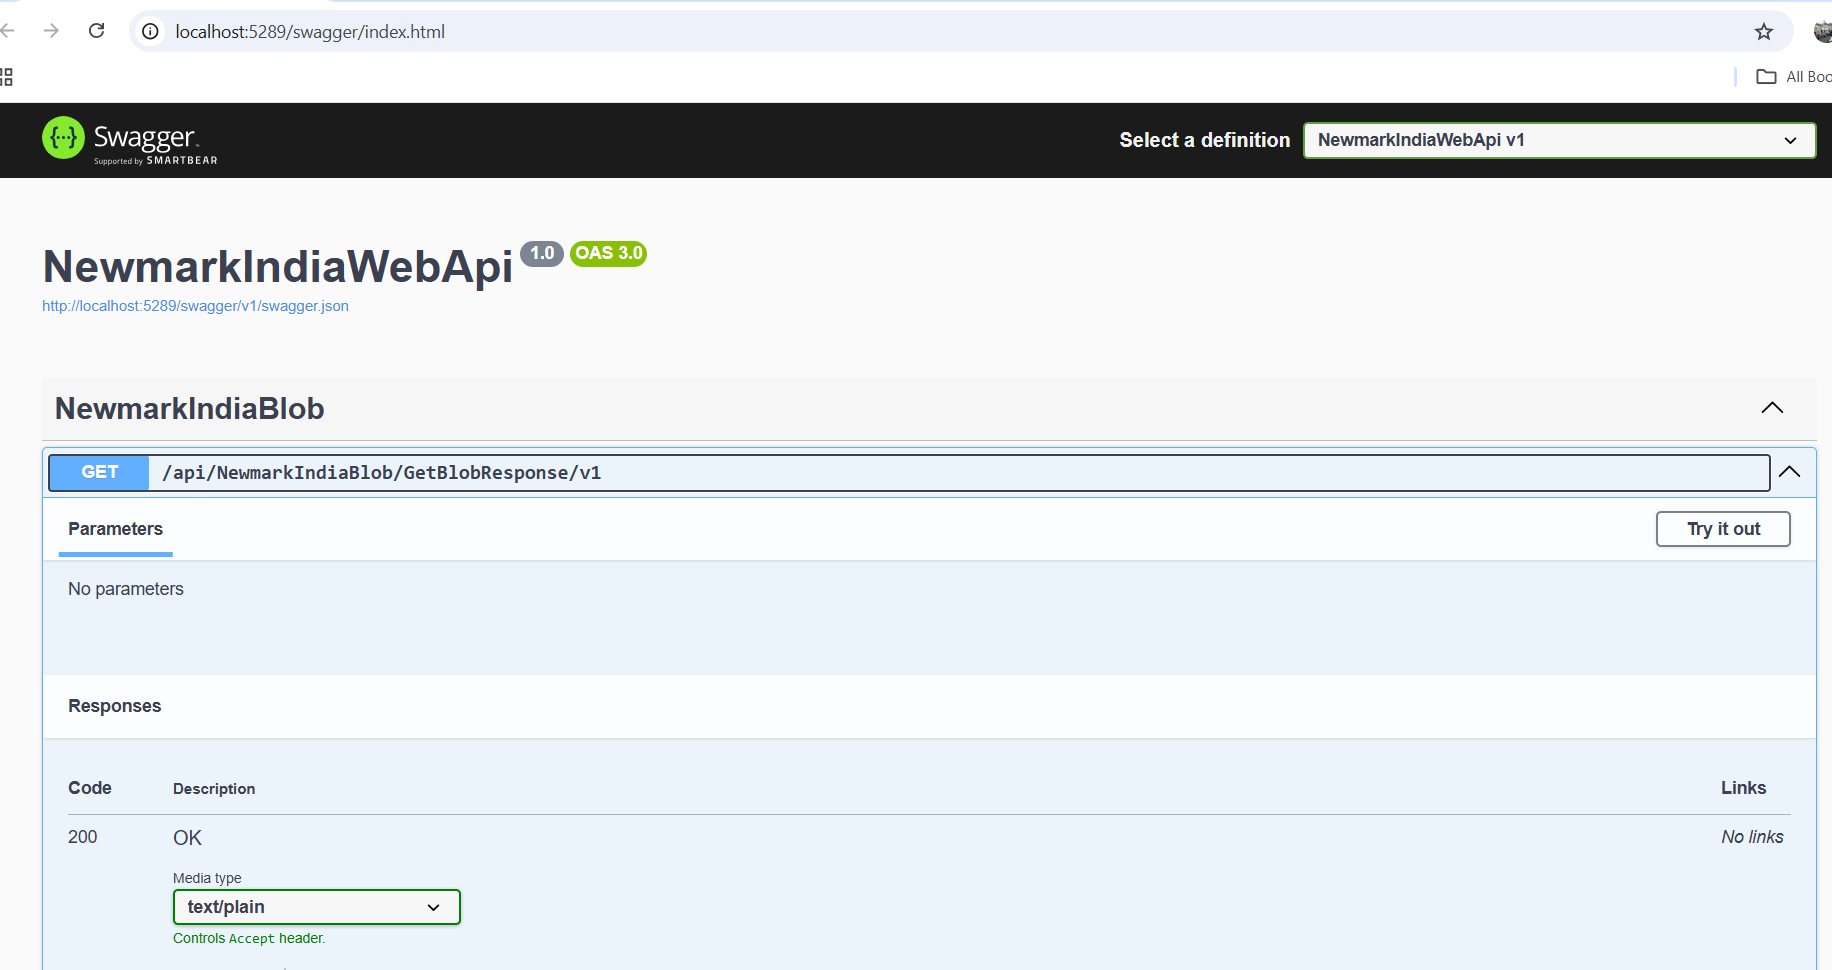 localhost:5289/swagger/index.html
All Boo
Swagger
Supported by SMARTBEAR
Select a definition
NewmarkIndiaWebApi v1
NewmarkIndiaWebApi 1.0 OAS 3.0
http://localhost:5289/swagger/v1/swagger.json
NewmarkIndiaBlob
GET /api/NewmarkIndiaBlob/GetBlobResponse/v1
Parameters
Try it out
No parameters
Responses
Code Description Links
200 OK No links
Media type
text/plain
Controls Accept header.